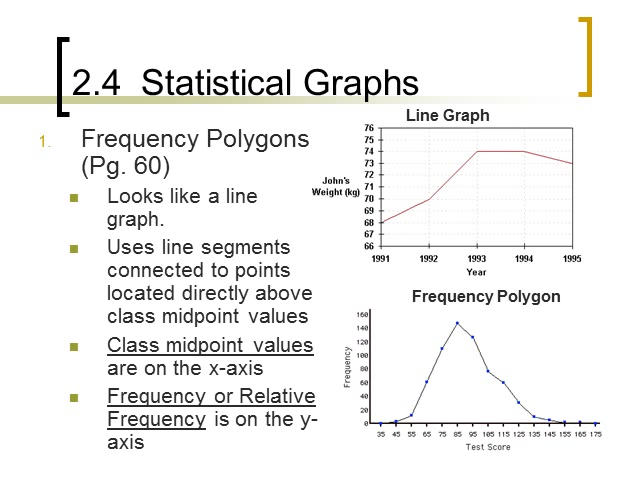 2.4 Statistical Graphs
1. Frequency Polygons
(Pg. 60)
Looks like a line
graph.
Uses line segments
connected to points
located directly above
class midpoint values
Class midpoint values
are on the x-axis
Frequency or Relative
Frequency is on the y-
axis
Line Graph
76
75
74
73
72
71
70
69
68
67
66
John's
Weight (kg)
1991 1992 1993 1994 1995
Year
Frequency Polygon
160
140
120
100
80
60
40
20
0
Frequency
35 45 55 65 75 85 95 105 115 125 135 145 155 165 175
Test Score